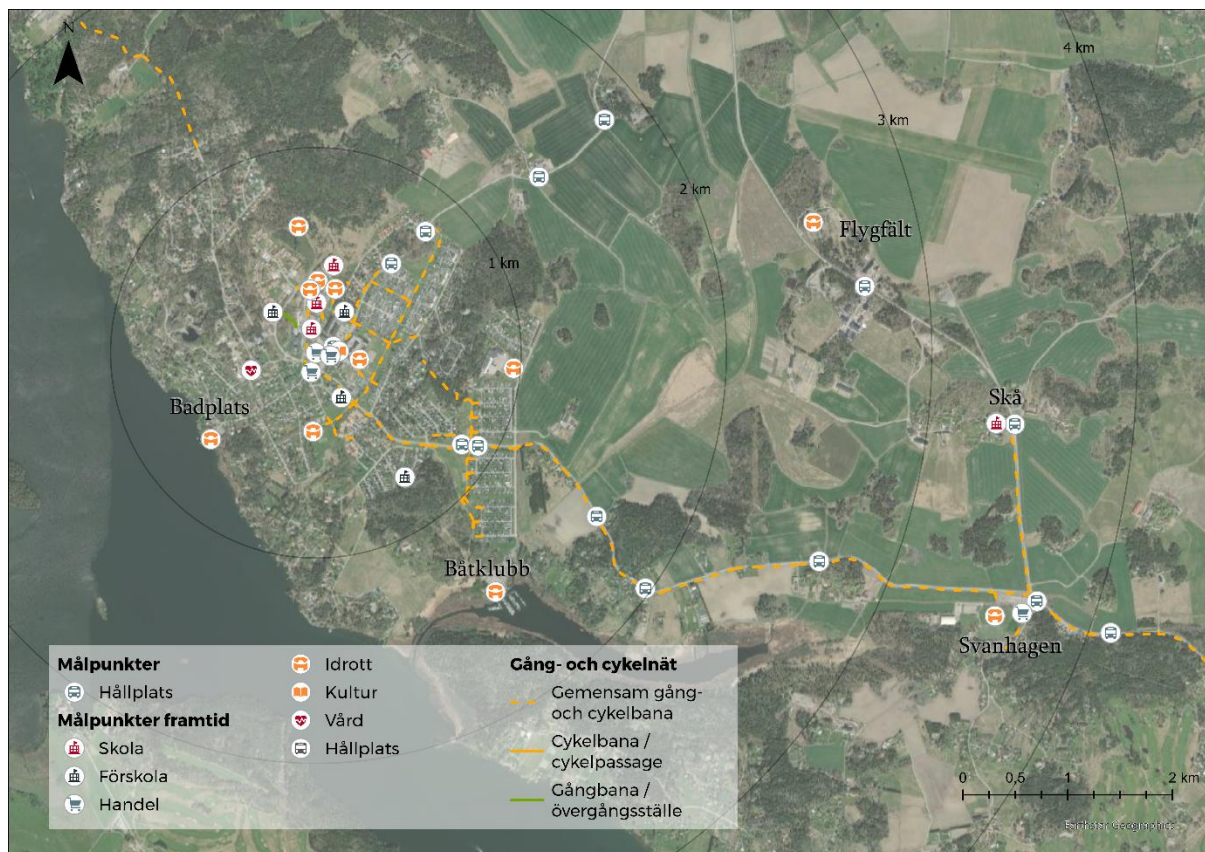 N
4 km
3 km
2 km
Flygfält
1 km
Skå
Badplats
Båtklubb
Svanhagen
Målpunkter
Hållplats
Målpunkter framtid
Skola
Förskola
Handel
Idrott
Kultur
Vård
Hållplats
Gång- och cykelnät
Gemensam gång-
och cykelbana
Cykelbana /
cykelpassage
Gångbana /
övergångsställe
0 0,5 1 2 km
Earthstar Geographics